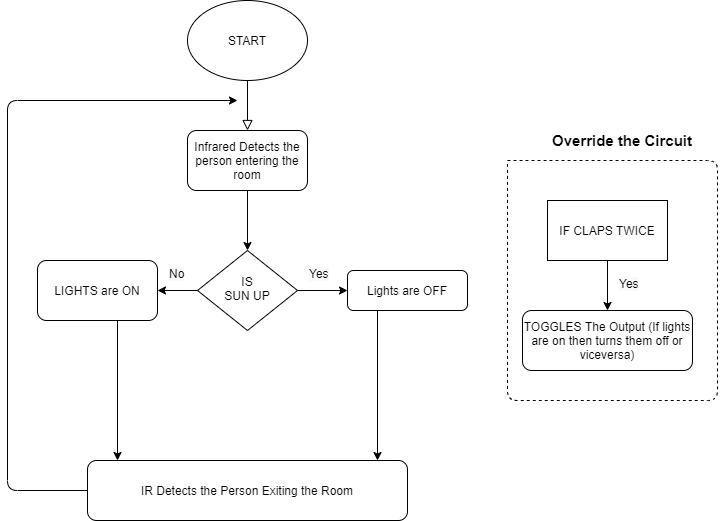 START
Infrared Detects the
person entering the
room
IS
SUN UP
No
Yes
LIGHTS are ON
Lights are OFF
IR Detects the Person Exiting the Room
Override the Circuit
IF CLAPS TWICE
Yes
TOGGLES The Output (If lights
are on then turns them off or
viceversa)